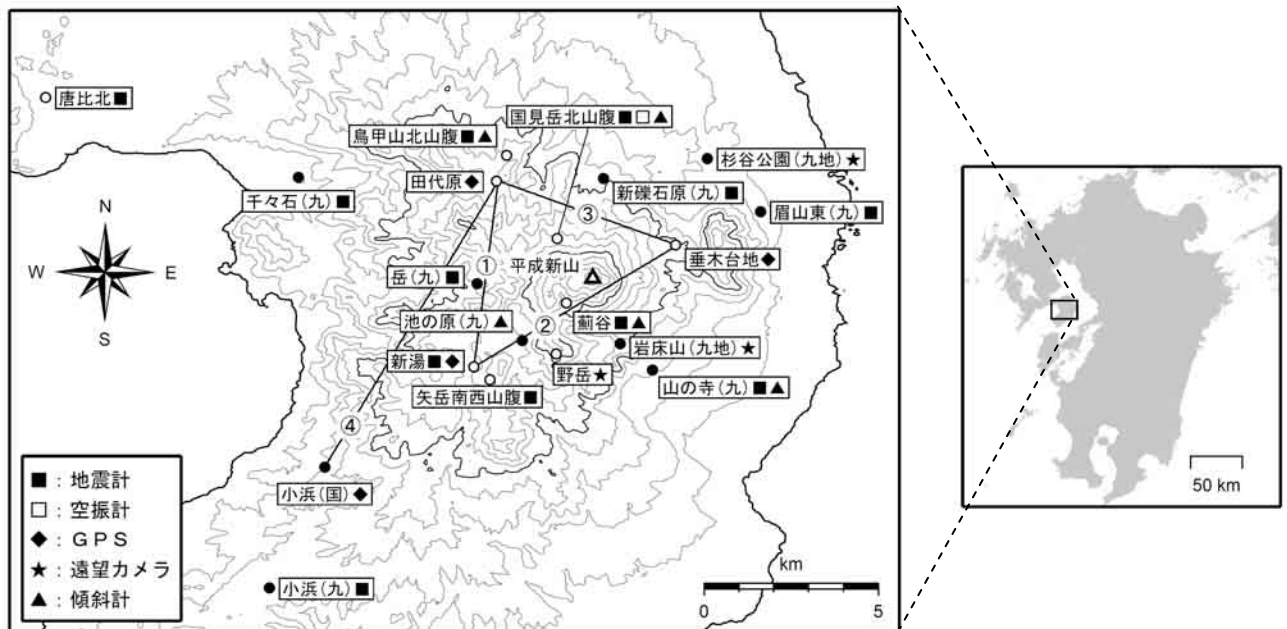 唐比北■
国見岳北山腹■□▲
鳥甲山北山腹■▲
杉谷公園(九地)★
田代原◆
新礫石原(九)■
千々石(九)■
眉山東(九)■
③
N
W E
S
垂木台地◆
①
平成新山
岳(九)■
池の原(九)▲
②
薊谷■▲
岩床山(九地)★
新湯■◆
野岳★
山の寺(九)■▲
矢岳南西山腹■
④
小浜(国)◆
小浜(九)■
■：地震計
□：空振計
◆：ＧＰＳ
★：遠望カメラ
▲：傾斜計
km
0 5
50 km